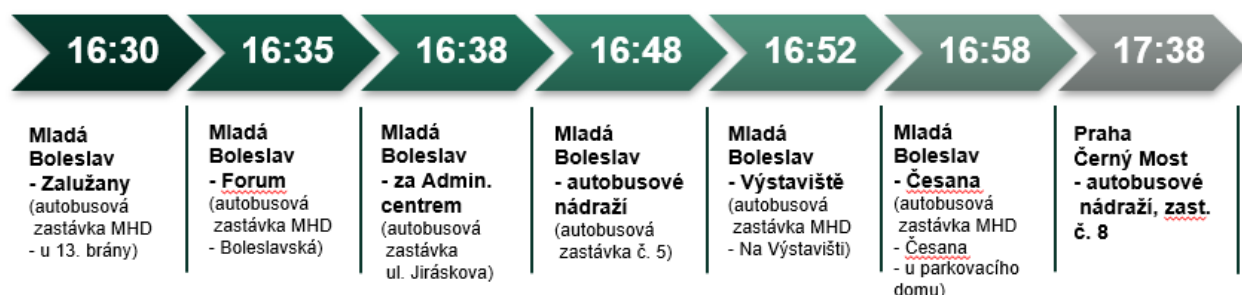 16:30
16:35
16:38
16:48
16:52
16:58
17:38
Mladá
Boleslav
- Zalužany
(autobusová
zastávka MHD
- u 13. brány)
Mladá
Boleslav
- Forum
(autobusová
zastávka MHD
- Boleslavská)
Mladá
Boleslav
- za Admin.
centrem
(autobusová
zastávka
ul. Jiráskova)
Mladá
Boleslav
- autobusové
nádraží
(autobusová
zastávka č. 5)
Mladá
Boleslav
- Výstaviště
(autobusová
zastávka MHD
- Na Výstavišti)
Mladá
Boleslav
- Česana
(autobusová
zastávka MHD
- Česana
- u parkovacího
domu)
Praha
Černý Most
- autobusové
nádraží, zast.
č. 8